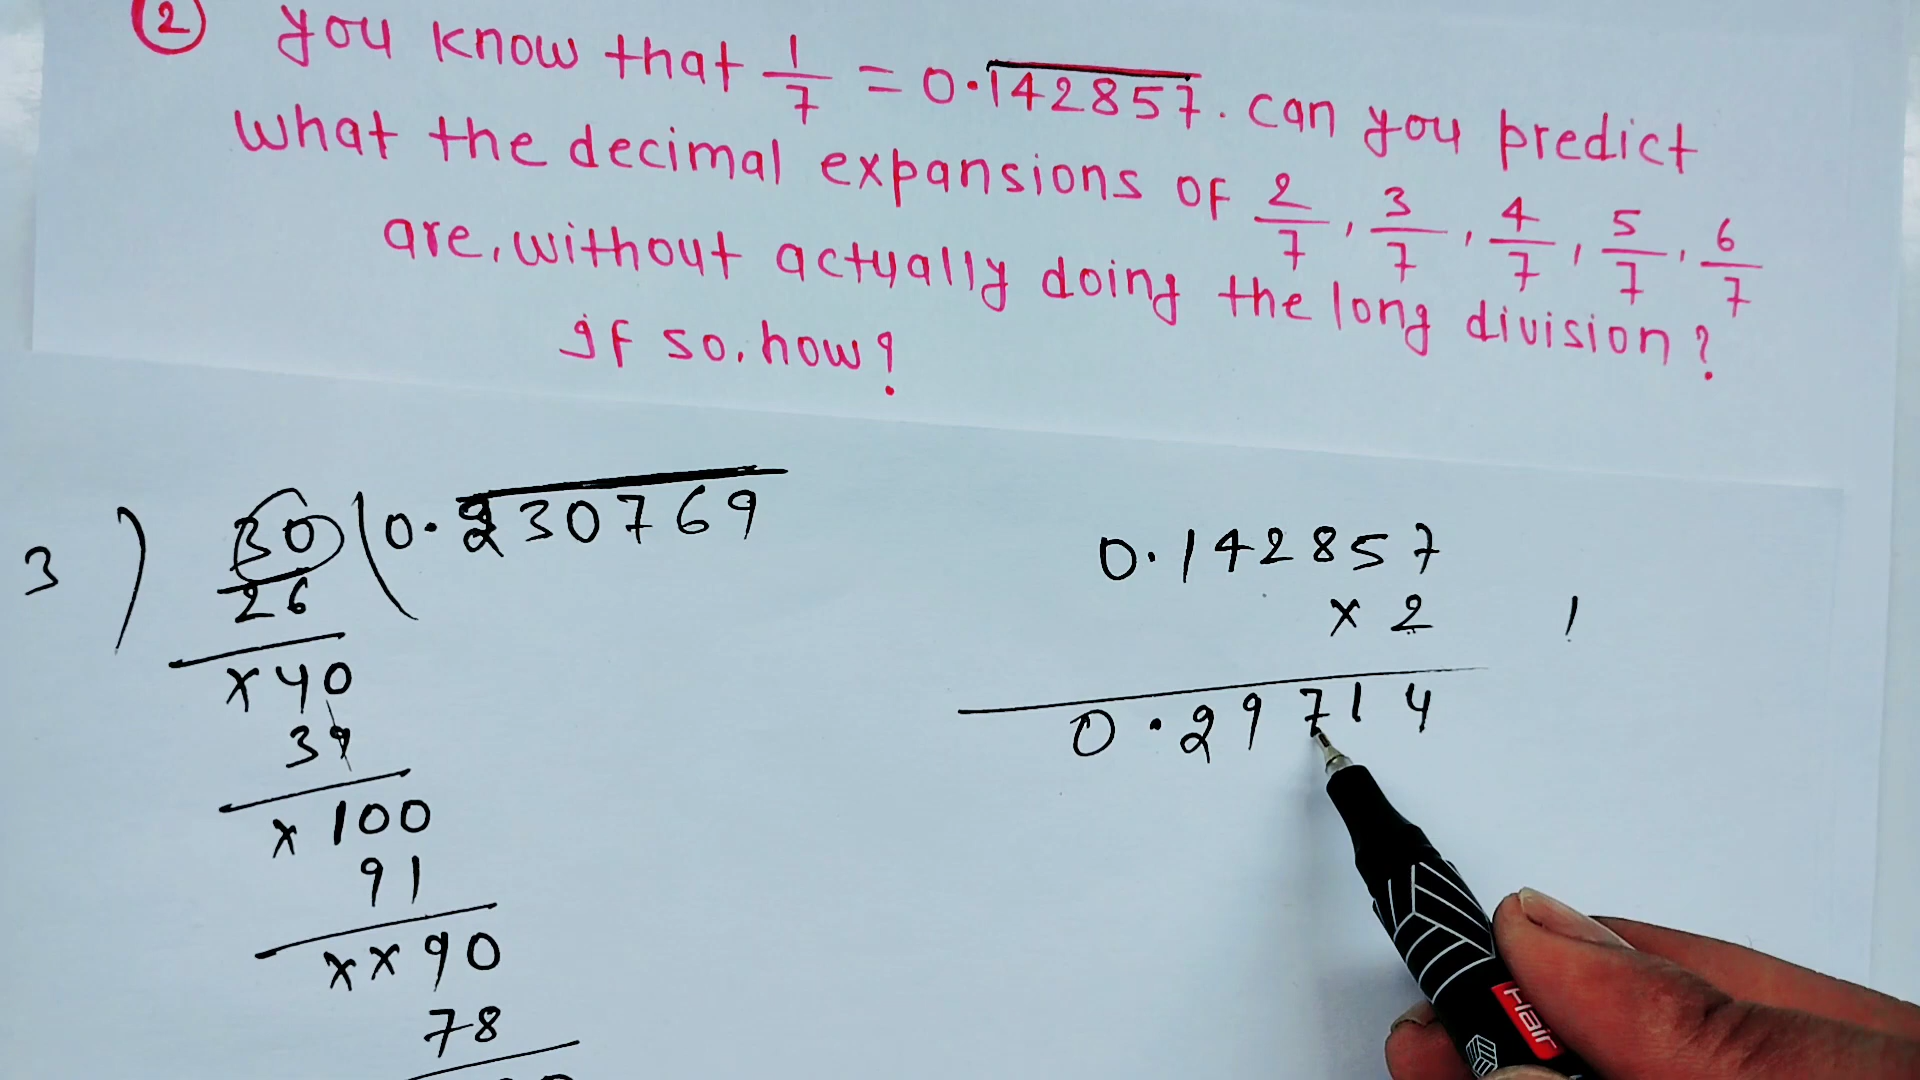 2 you know that 1/7 = 0.142857. can you predict
what the decimal expansions of 2/7, 3/7, 4/7, 5/7, 6/7
are, without actually doing the long division?
If so, how?
3 ) 30 ( 0.230769
26
x 40
39
x 100
91
x x 90
78
0.142857
x 2
1
0.29714
Hair